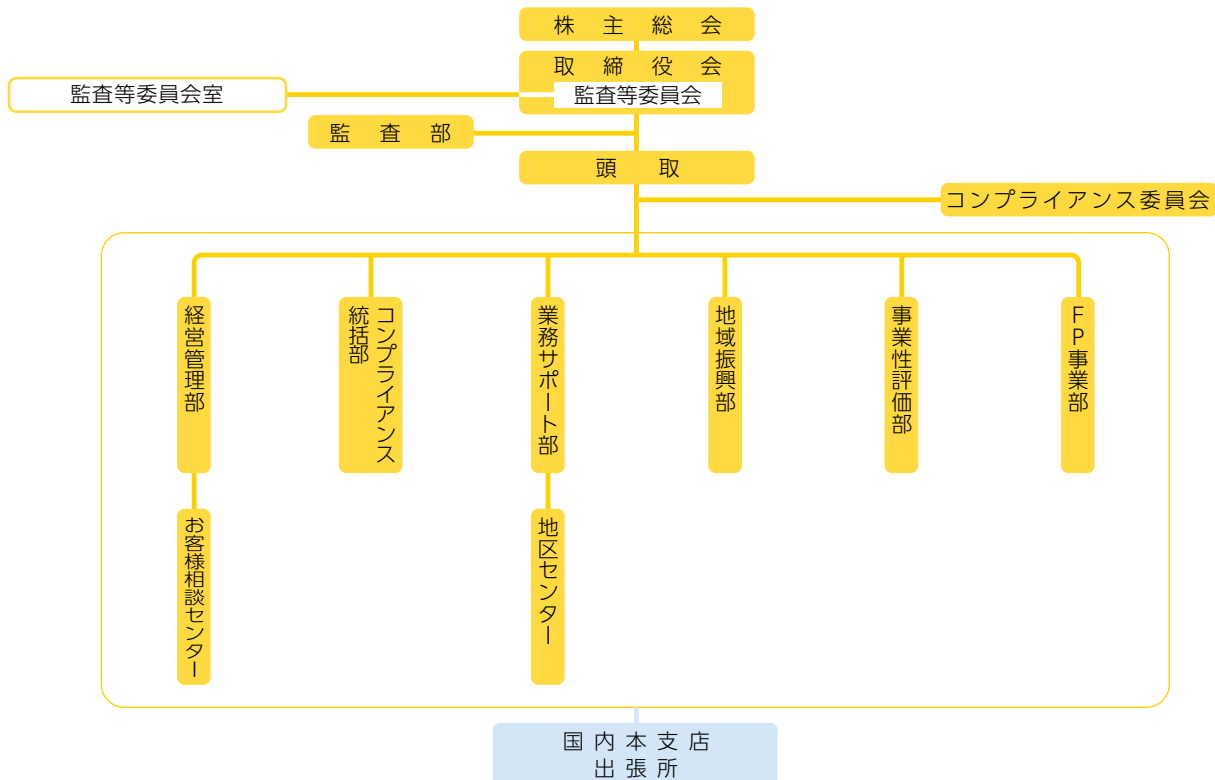 株主総会
取締役会
監査等委員会室
監査等委員会
監査部
頭取
コンプライアンス委員会
経営管理部
コンプライアンス
統括部
業務サポート部
地域振興部
事業性評価部
FP事業部
お客様相談センター
地区センター
国内本支店
出張所